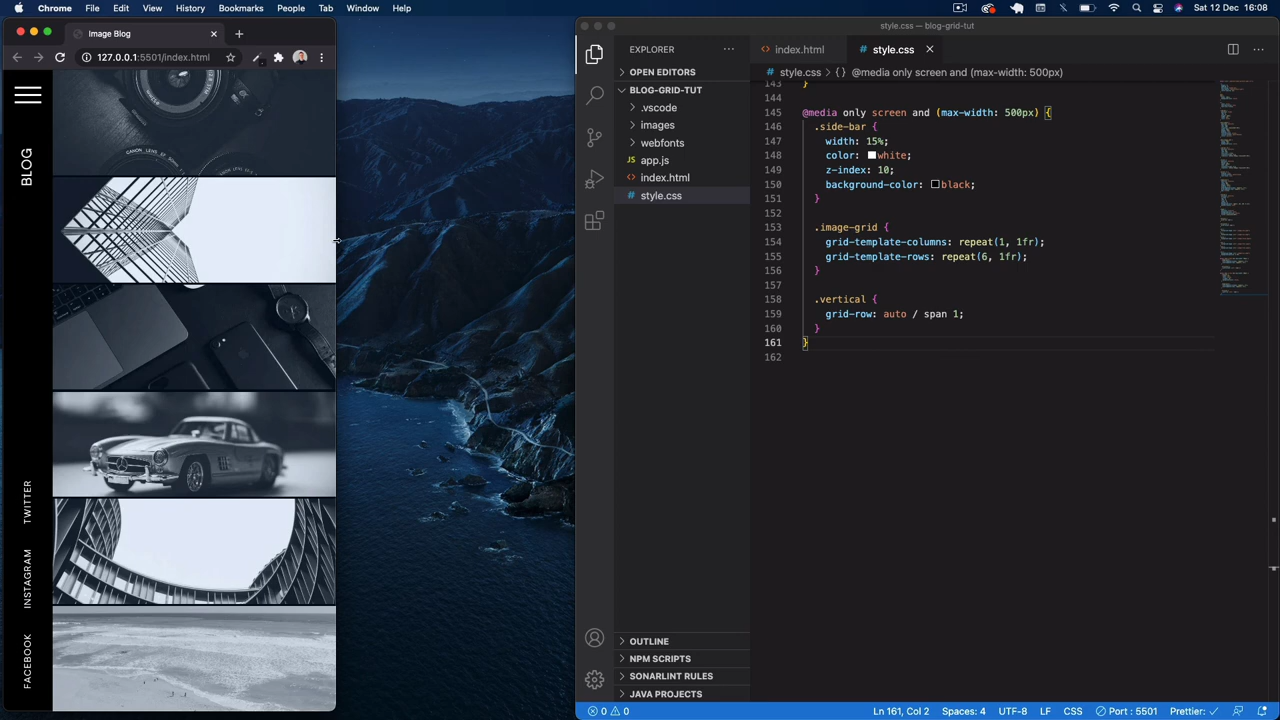 Chrome File Edit View History Bookmarks People Tab Window Help
Sat 12 Dec 16:08
Image Blog
127.0.0.1:5501/index.html
BLOG
TWITTER
INSTAGRAM
FACEBOOK
CANON LENS
style.css — blog-grid-tut
EXPLORER
index.html
style.css
style.css {} @media only screen and (max-width: 500px)
OPEN EDITORS
BLOG-GRID-TUT
.vscode
images
webfonts
app.js
index.html
style.css
OUTLINE
NPM SCRIPTS
SONARLINT RULES
JAVA PROJECTS
143 }
144
145 @media only screen and (max-width: 500px) {
146 .side-bar {
147 width: 15%;
148 color: white;
149 z-index: 10;
150 background-color: black;
151 }
152
153 .image-grid {
154 grid-template-columns: repeat(1, 1fr);
155 grid-template-rows: repeat(6, 1fr);
156 }
157
158 .vertical {
159 grid-row: auto / span 1;
160 }
161 }
162
0 0
Ln 161, Col 2 Spaces: 4 UTF-8 LF CSS Port : 5501 Prettier: